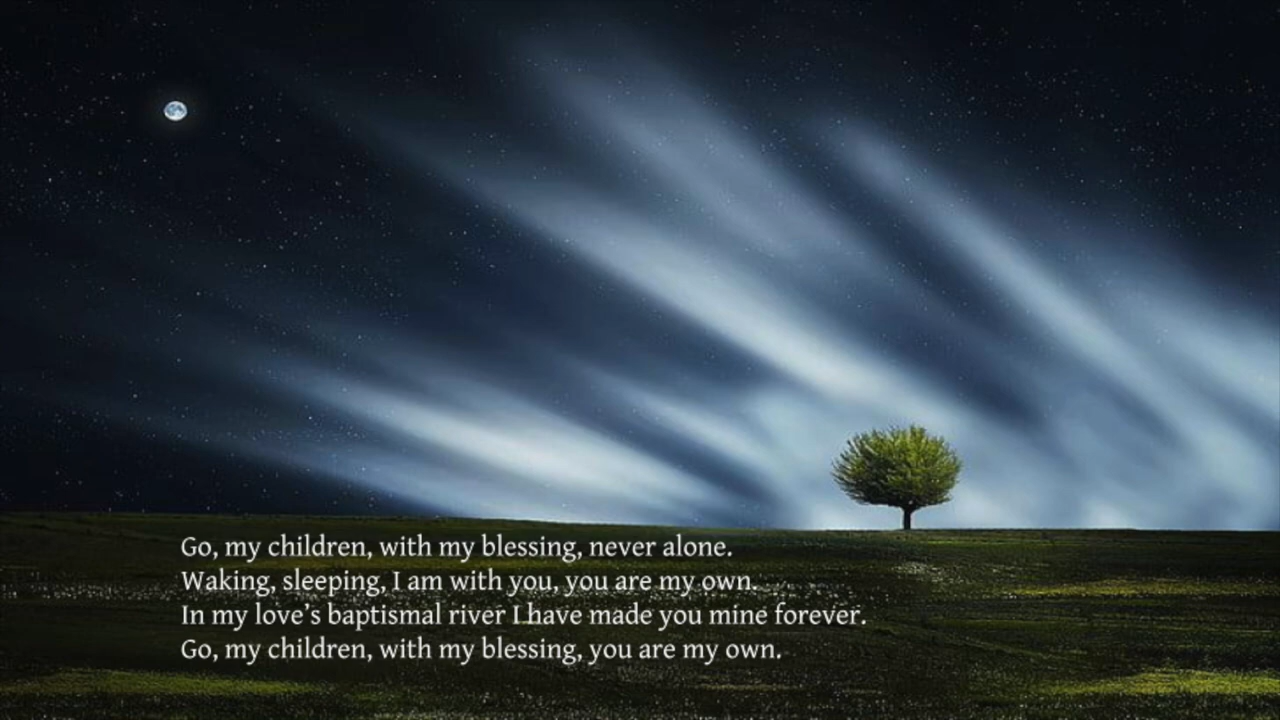 Go, my children, with my blessing, never alone.
Waking, sleeping, I am with you, you are my own.
In my love’s baptismal river I have made you mine forever.
Go, my children, with my blessing, you are my own.